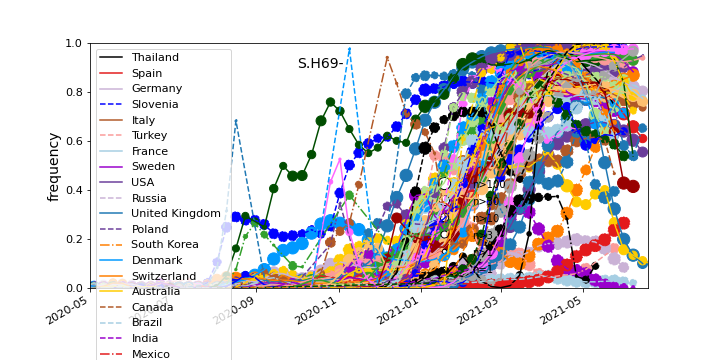 S.H69-
frequency
1.0
0.8
0.6
0.4
0.2
0.0
Thailand
Spain
Germany
Slovenia
Italy
Turkey
France
Sweden
USA
Russia
United Kingdom
Poland
South Korea
Denmark
Switzerland
Australia
Canada
Brazil
India
Mexico
n>100
n>10
2020-05
2020-09
2020-11
2021-01
2021-03
2021-05